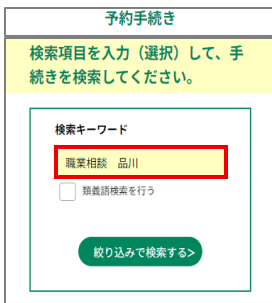 予約手続き
検索項目を入力（選択）して、手
続きを検索してください。
検索キーワード
職業相談　品川
類義語検索を行う
絞り込みで検索する>